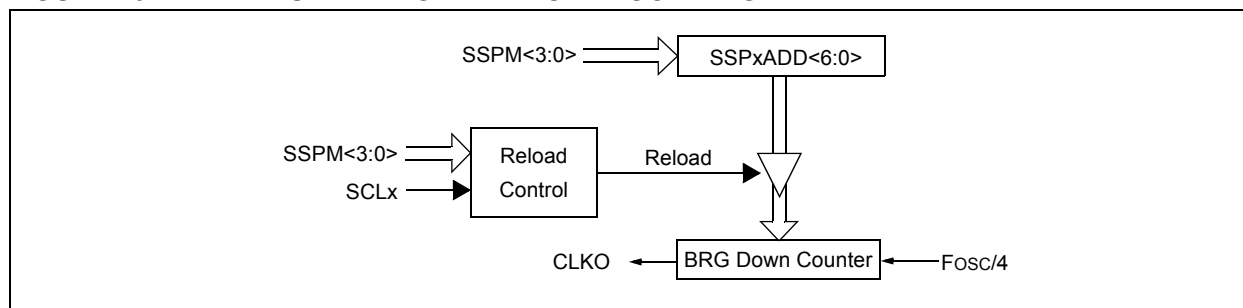 SSPM<3:0>
SSPxADD<6:0>
SSPM<3:0>
SCLx
Reload
Control
Reload
CLKO
BRG Down Counter
FOSC/4